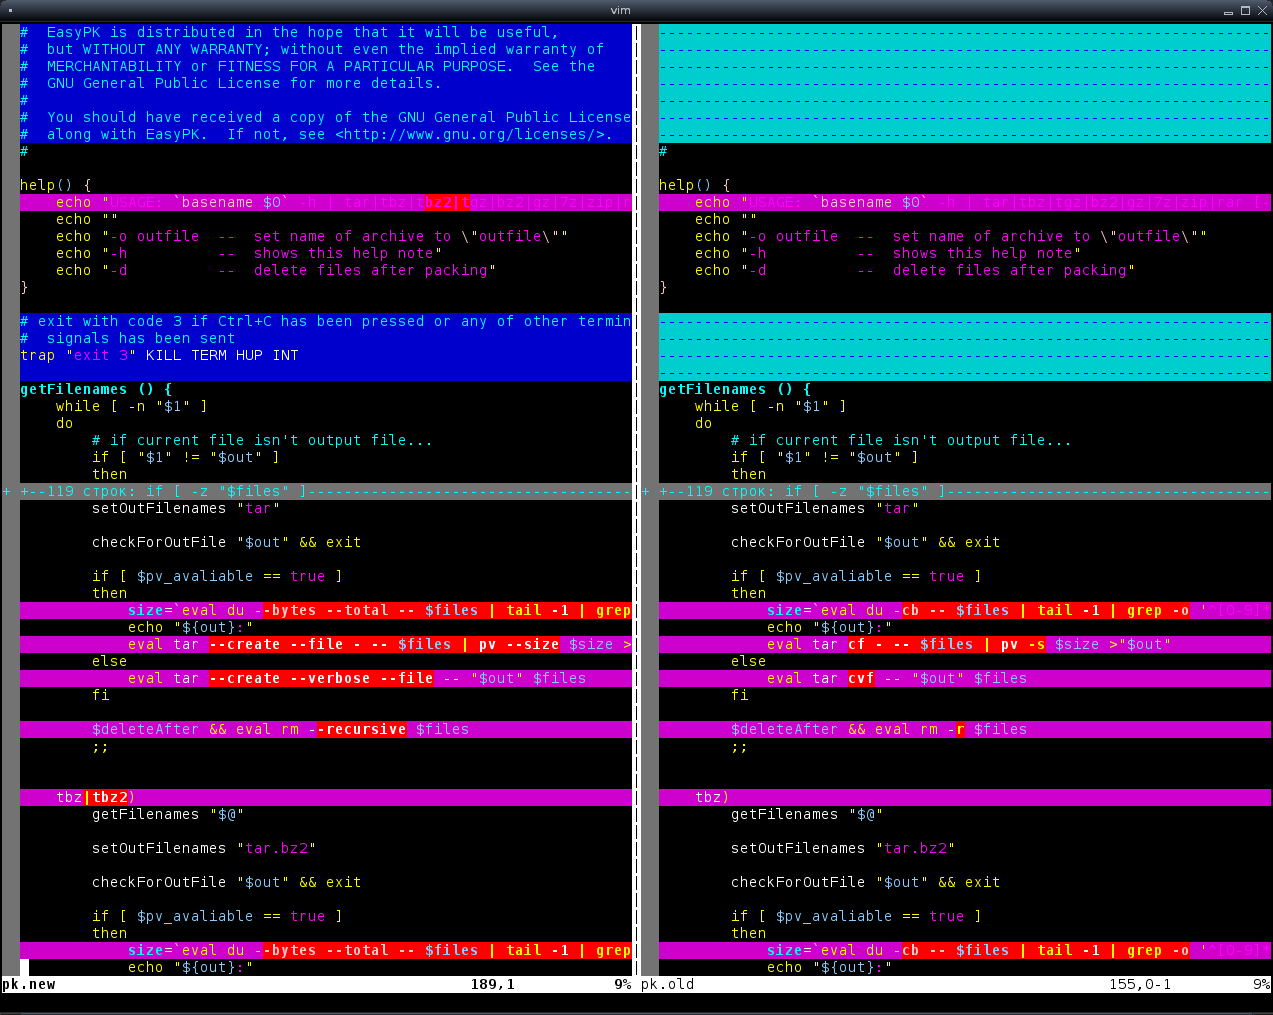 vim
#  EasyPK is distributed in the hope that it will be useful,
#  but WITHOUT ANY WARRANTY; without even the implied warranty of
#  MERCHANTABILITY or FITNESS FOR A PARTICULAR PURPOSE.  See the
#  GNU General Public License for more details.
#
#  You should have received a copy of the GNU General Public License
#  along with EasyPK.  If not, see <http://www.gnu.org/licenses/>.
#

help() {
    echo "USAGE: `basename $0` -h | tar|tbz|tbz2|tgz|bz2|gz|7z|zip|r
    echo ""
    echo "-o outfile  --  set name of archive to \"outfile\""
    echo "-h          --  shows this help note"
    echo "-d          --  delete files after packing"
}

# exit with code 3 if Ctrl+C has been pressed or any of other termin
#  signals has been sent
trap "exit 3" KILL TERM HUP INT

getFilenames () {
    while [ -n "$1" ]
    do
        # if current file isn't output file...
        if [ "$1" != "$out" ]
        then
+ +--119 строк: if [ -z "$files" ]------------------------------------
        setOutFilenames "tar"

        checkForOutFile "$out" && exit

        if [ $pv_avaliable == true ]
        then
            size=`eval du --bytes --total -- $files | tail -1 | grep
            echo "${out}:"
            eval tar --create --file - -- $files | pv --size $size >
        else
            eval tar --create --verbose --file -- "$out" $files
        fi

        $deleteAfter && eval rm --recursive $files
        ;;

    tbz|tbz2)
        getFilenames "$@"

        setOutFilenames "tar.bz2"

        checkForOutFile "$out" && exit

        if [ $pv_avaliable == true ]
        then
            size=`eval du --bytes --total -- $files | tail -1 | grep
            echo "${out}:"
pk.new 189,1 9%
#

help() {
    echo "USAGE: `basename $0` -h | tar|tbz|tgz|bz2|gz|7z|zip|rar [-
    echo ""
    echo "-o outfile  --  set name of archive to \"outfile\""
    echo "-h          --  shows this help note"
    echo "-d          --  delete files after packing"
}

getFilenames () {
    while [ -n "$1" ]
    do
        # if current file isn't output file...
        if [ "$1" != "$out" ]
        then
+ +--119 строк: if [ -z "$files" ]------------------------------------
        setOutFilenames "tar"

        checkForOutFile "$out" && exit

        if [ $pv_avaliable == true ]
        then
            size=`eval du -cb -- $files | tail -1 | grep -o '^[0-9]*
            echo "${out}:"
            eval tar cf - -- $files | pv -s $size >"$out"
        else
            eval tar cvf -- "$out" $files
        fi

        $deleteAfter && eval rm -r $files
        ;;

    tbz)
        getFilenames "$@"

        setOutFilenames "tar.bz2"

        checkForOutFile "$out" && exit

        if [ $pv_avaliable == true ]
        then
            size=`eval du -cb -- $files | tail -1 | grep -o '^[0-9]*
            echo "${out}:"
pk.old 155,0-1 9%